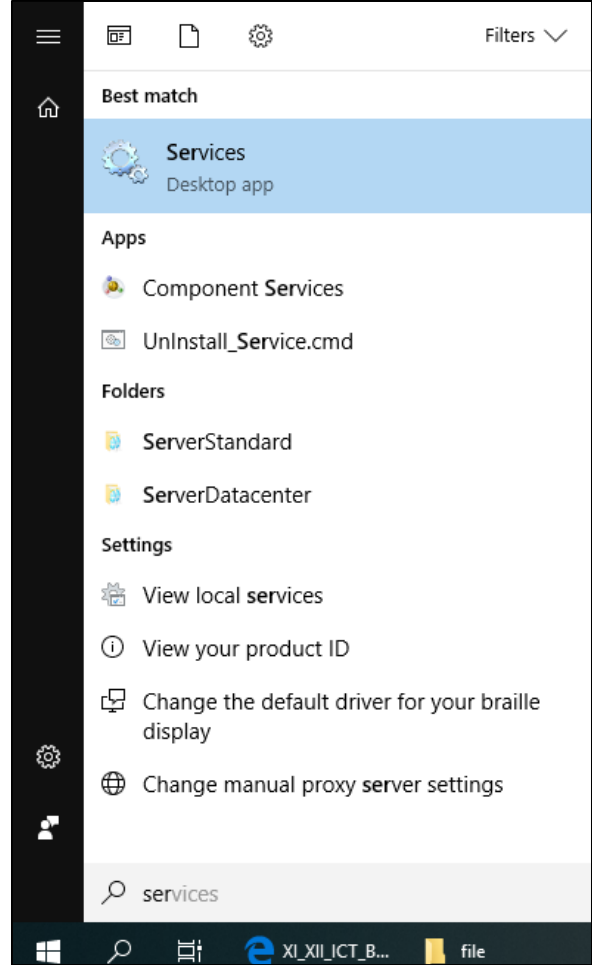 Filters
Best match
Services
Desktop app
Apps
Component Services
UnInstall_Service.cmd
Folders
ServerStandard
ServerDatacenter
Settings
View local services
View your product ID
Change the default driver for your braille
display
Change manual proxy server settings
services
XI_XII_ICT_B...
file